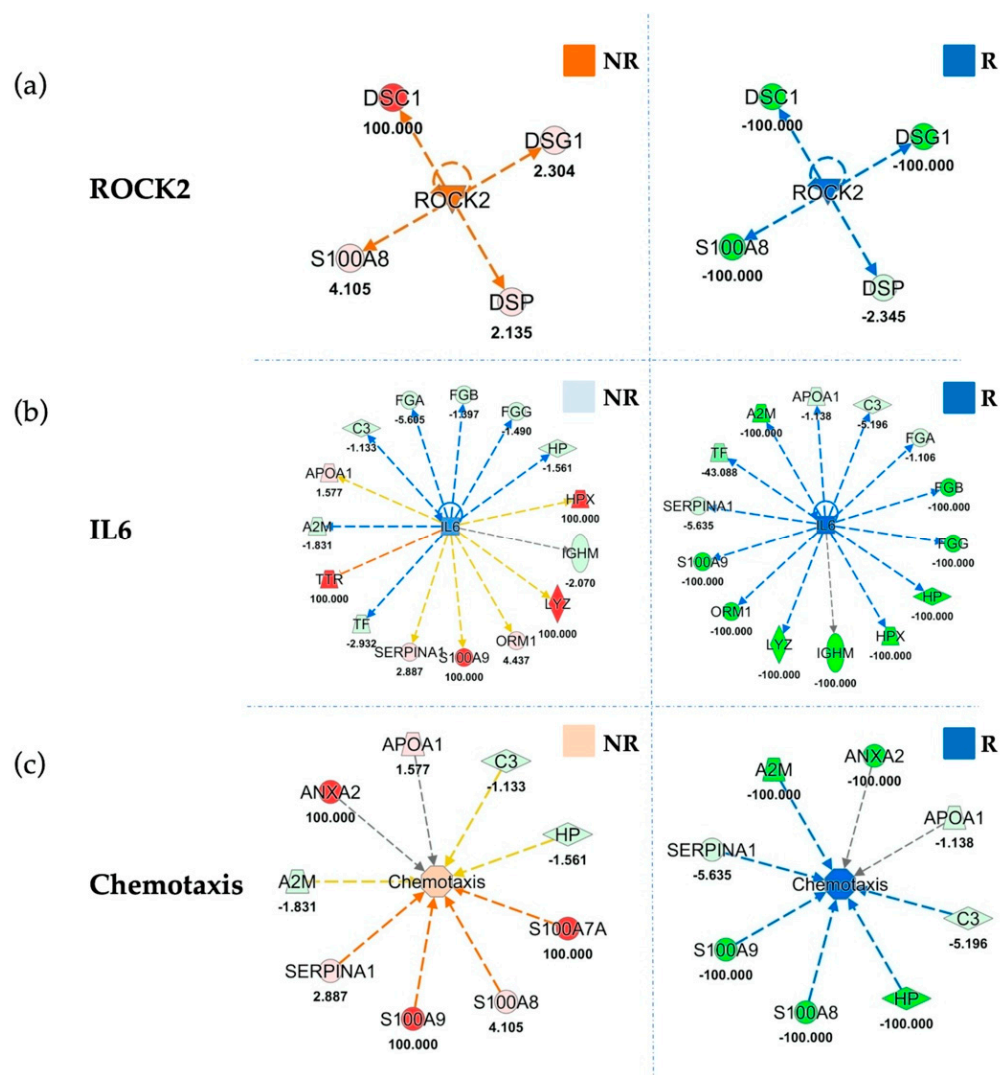 (a)
ROCK2
NR
DSC1
100.000
DSG1
2.304
ROCK2
S100A8
4.105
DSP
2.135
R
DSC1
-100.000
DSG1
-100.000
ROCK2
S100A8
-100.000
DSP
-2.345
(b)
IL6
NR
FGA
-5.605
FGB
-1.397
FGG
-1.490
C3
-1.133
HP
-1.561
APOA1
1.577
HPX
100.000
A2M
-1.831
IL6
IGHM
-2.070
TTR
100.000
LYZ
100.000
TF
-2.932
SERPINA1
2.887
S100A9
100.000
ORM1
4.437
R
APOA1
-1.138
A2M
-100.000
C3
-5.196
TF
-43.088
FGA
-1.106
SERPINA1
-5.635
FGB
-100.000
IL6
S100A9
-100.000
FGG
-100.000
ORM1
-100.000
HP
-100.000
LYZ
-100.000
IGHM
-100.000
HPX
-100.000
(c)
Chemotaxis
NR
APOA1
1.577
C3
-1.133
ANXA2
100.000
HP
-1.561
A2M
-1.831
Chemotaxis
S100A7A
100.000
SERPINA1
2.887
S100A8
4.105
S100A9
100.000
R
ANXA2
-100.000
A2M
-100.000
APOA1
-1.138
SERPINA1
-5.635
Chemotaxis
C3
-5.196
S100A9
-100.000
HP
-100.000
S100A8
-100.000